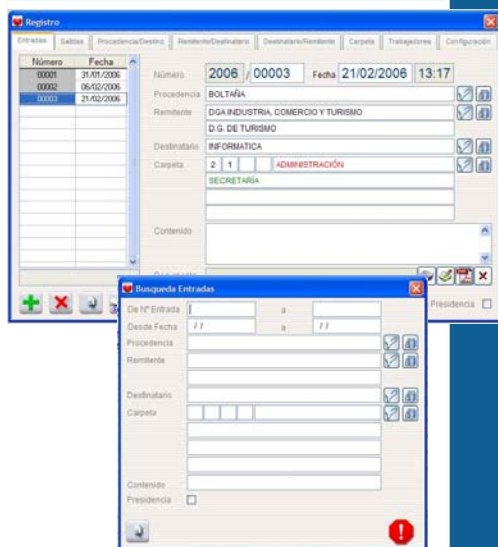 Registro
Entradas Salidas Procedencia/Destino Remitente/Destinatario Destinatario/Remitente Carpeta Trabajadores Configuración
Número Fecha
00001 31/01/2006
00002 06/02/2006
00003 21/02/2006
Número 2006 / 00003 Fecha 21/02/2006 13:17
Procedencia BOLTAÑA
Remitente DGA INDUSTRIA, COMERCIO Y TURISMO
D.G. DE TURISMO
Destinatario INFORMATICA
Carpeta 2 1 ADMINISTRACIÓN
SECRETARÍA
Contenido
Presidencia
Busqueda Entradas
De Nº Entrada a
Desde Fecha / / a / /
Procedencia
Remitente
Destinatario
Carpeta
Contenido
Presidencia